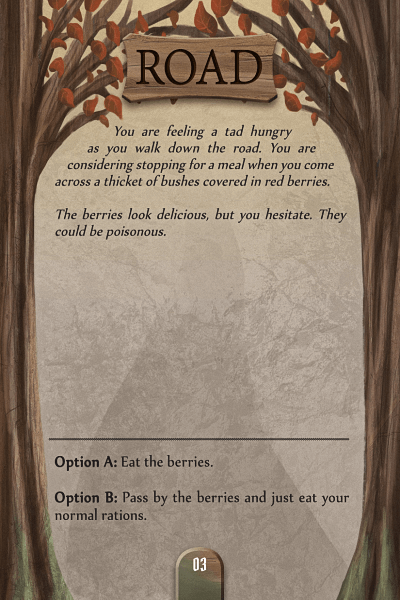 ROAD
You are feeling a tad hungry
as you walk down the road. You are
considering stopping for a meal when you come
across a thicket of bushes covered in red berries.
The berries look delicious, but you hesitate. They
could be poisonous.
Option A: Eat the berries.
Option B: Pass by the berries and just eat your
normal rations.
03